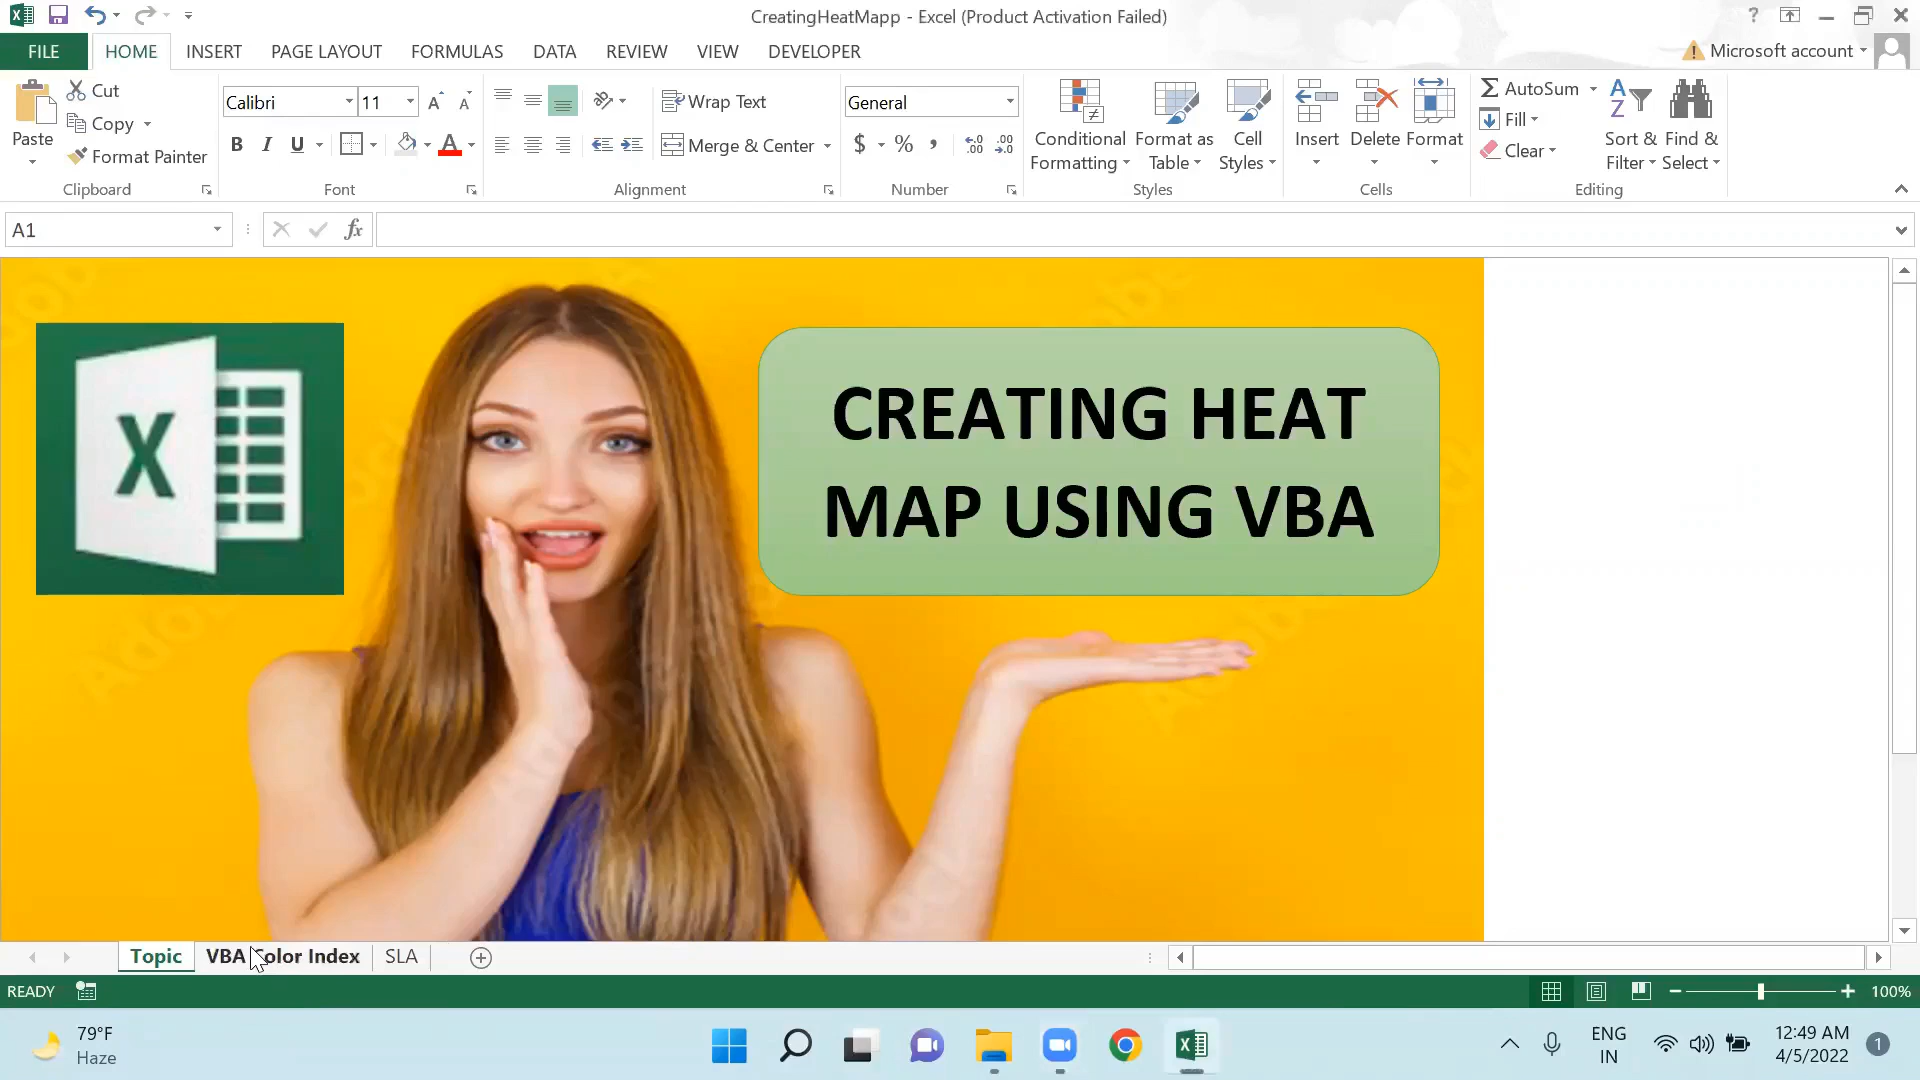 CreatingHeatMapp - Excel (Product Activation Failed)
?
FILE HOME INSERT PAGE LAYOUT FORMULAS DATA REVIEW VIEW DEVELOPER Microsoft account
Paste
Cut
Copy
Format Painter
Clipboard
Calibri 11
B I U A
Font
Wrap Text
Merge & Center
Alignment
General
$ % , .0 .00
Number
Conditional Formatting
Format as Table
Cell Styles
Styles
Insert
Delete
Format
Cells
AutoSum
Fill
Clear
Sort & Filter
Find & Select
Editing
A1
fx
X
CREATING HEAT
MAP USING VBA
Topic VBA Color Index SLA
READY 100%
79°F
Haze
ENG
IN
12:49 AM
4/5/2022
1